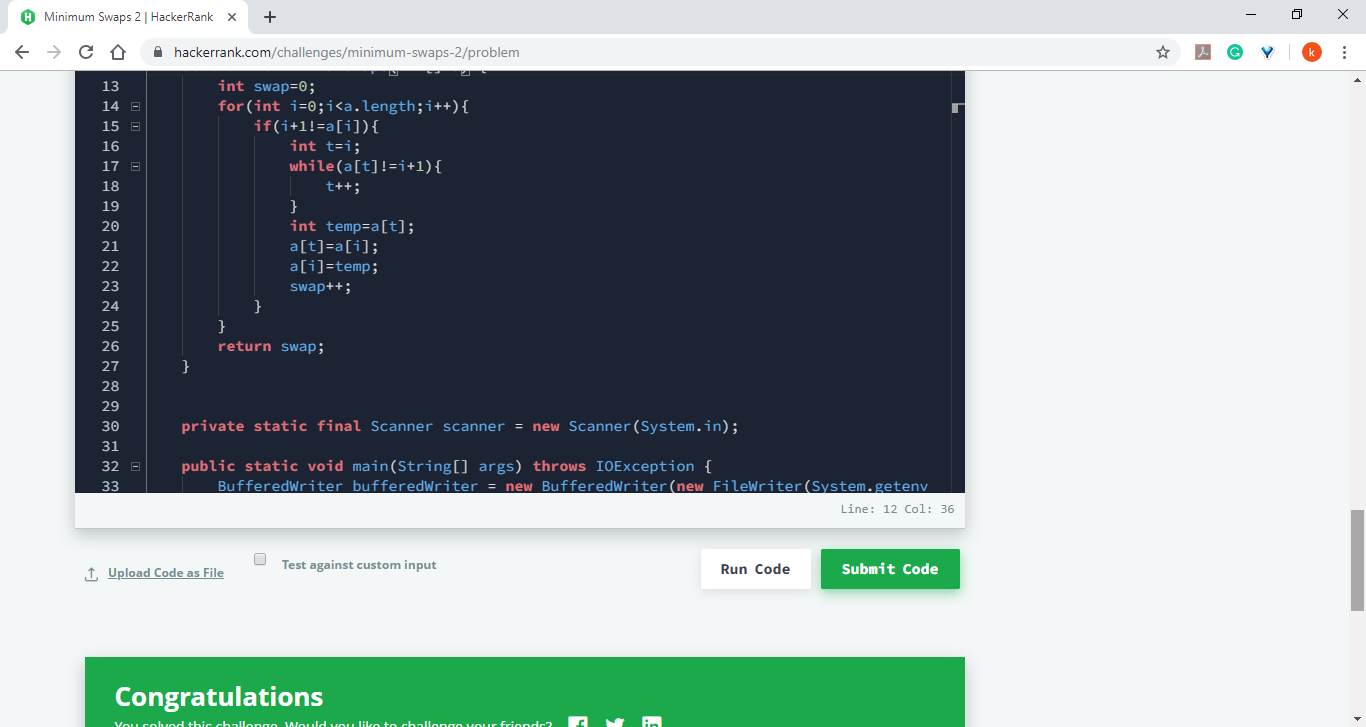 Minimum Swaps 2 | HackerRank
hackerrank.com/challenges/minimum-swaps-2/problem
k
13 int swap=0;
14 for(int i=0;i<a.length;i++){
15 if(i+1!=a[i]){
16 int t=i;
17 while(a[t]!=i+1){
18 t++;
19 }
20 int temp=a[t];
21 a[t]=a[i];
22 a[i]=temp;
23 swap++;
24 }
25 }
26 return swap;
27 }
28
29
30 private static final Scanner scanner = new Scanner(System.in);
31
32 public static void main(String[] args) throws IOException {
33 BufferedWriter bufferedWriter = new BufferedWriter(new FileWriter(System.getenv
Line: 12 Col: 36
Upload Code as File
Test against custom input
Run Code
Submit Code
Congratulations
You solved this challenge. Would you like to challenge your friends?